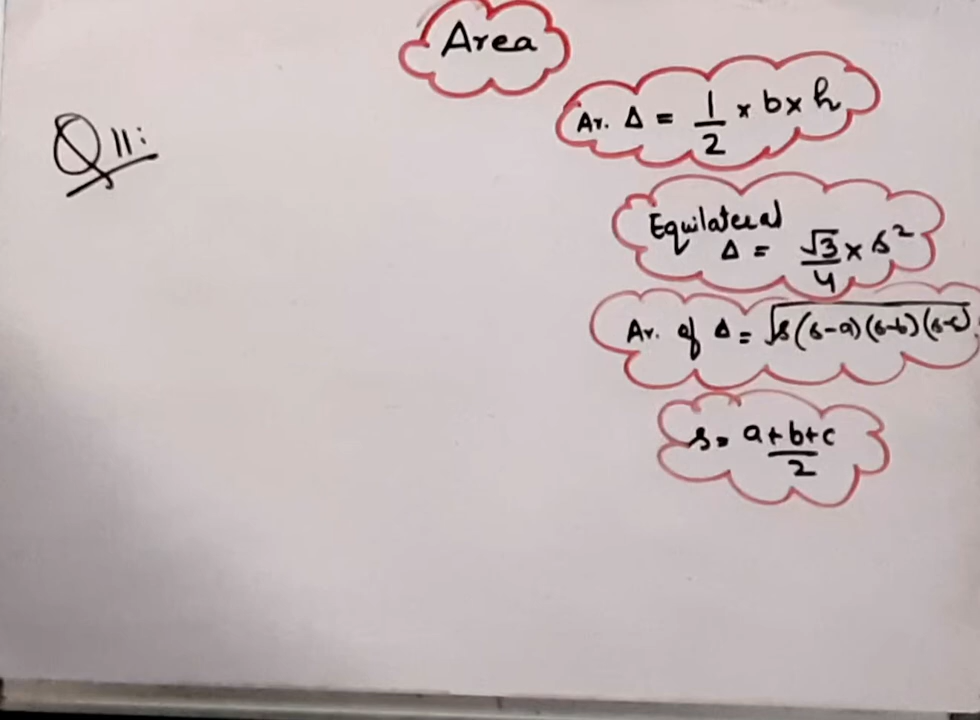 Area
Q11:
Ar. Δ = 1/2 × b × h
Equilateral
Δ = √3/4 × s²
Ar. of Δ = √s(s-a)(s-b)(s-c)
s = a+b+c/2